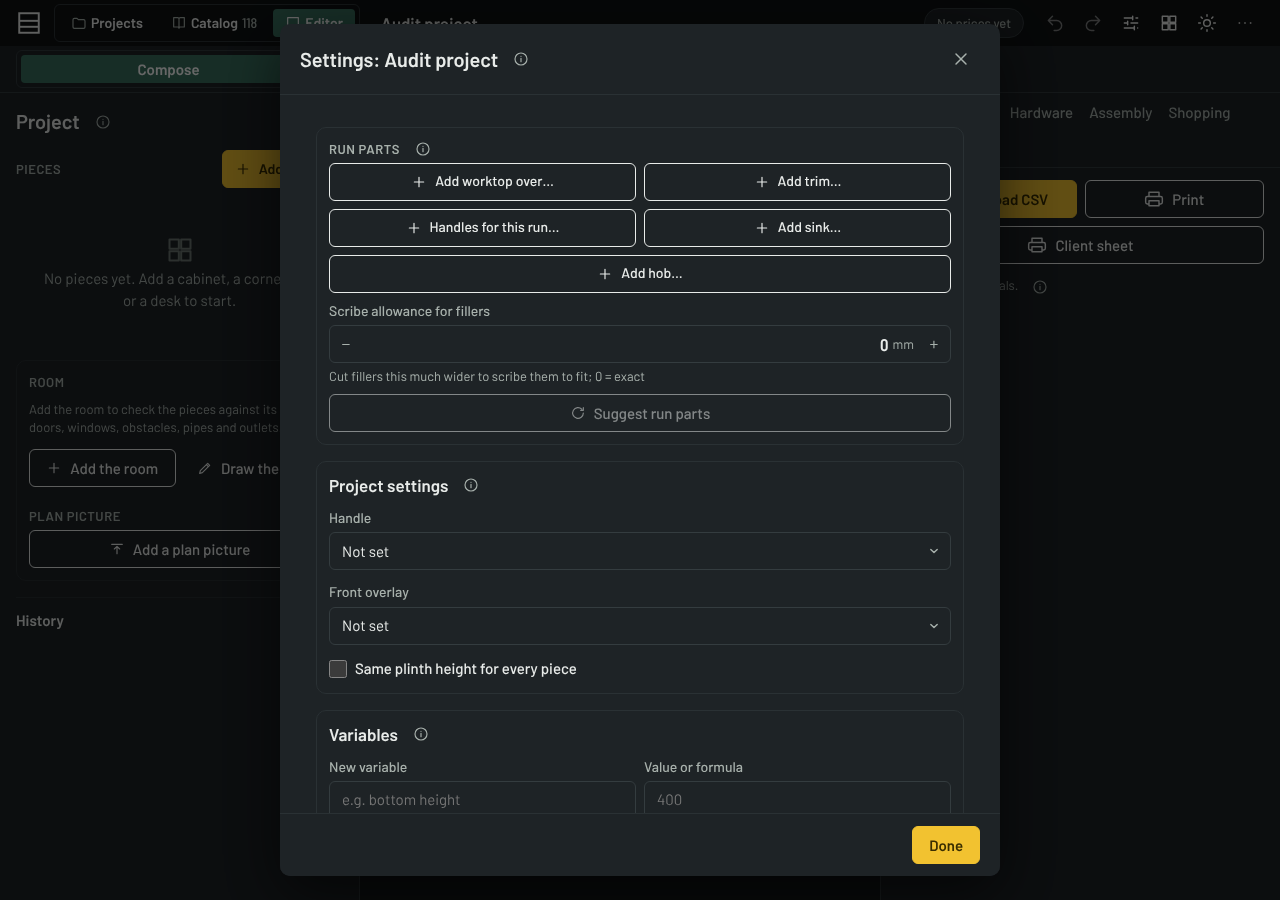 Projects
Catalog 118
Editor
Audit project
No prices yet
Compose
Project
PIECES
Add
No pieces yet. Add a cabinet, a corne
or a desk to start.
ROOM
Add the room to check the pieces against its
doors, windows, obstacles, pipes and outlets
Add the room
Draw the
PLAN PICTURE
Add a plan picture
History
Settings: Audit project
RUN PARTS
Add worktop over...
Add trim...
Handles for this run...
Add sink...
Add hob...
Scribe allowance for fillers
− 0 mm +
Cut fillers this much wider to scribe them to fit; 0 = exact
Suggest run parts
Project settings
Handle
Not set
Front overlay
Not set
Same plinth height for every piece
Variables
New variable
Value or formula
e.g. bottom height
400
Done
Hardware
Assembly
Shopping
ad CSV
Print
Client sheet
als.